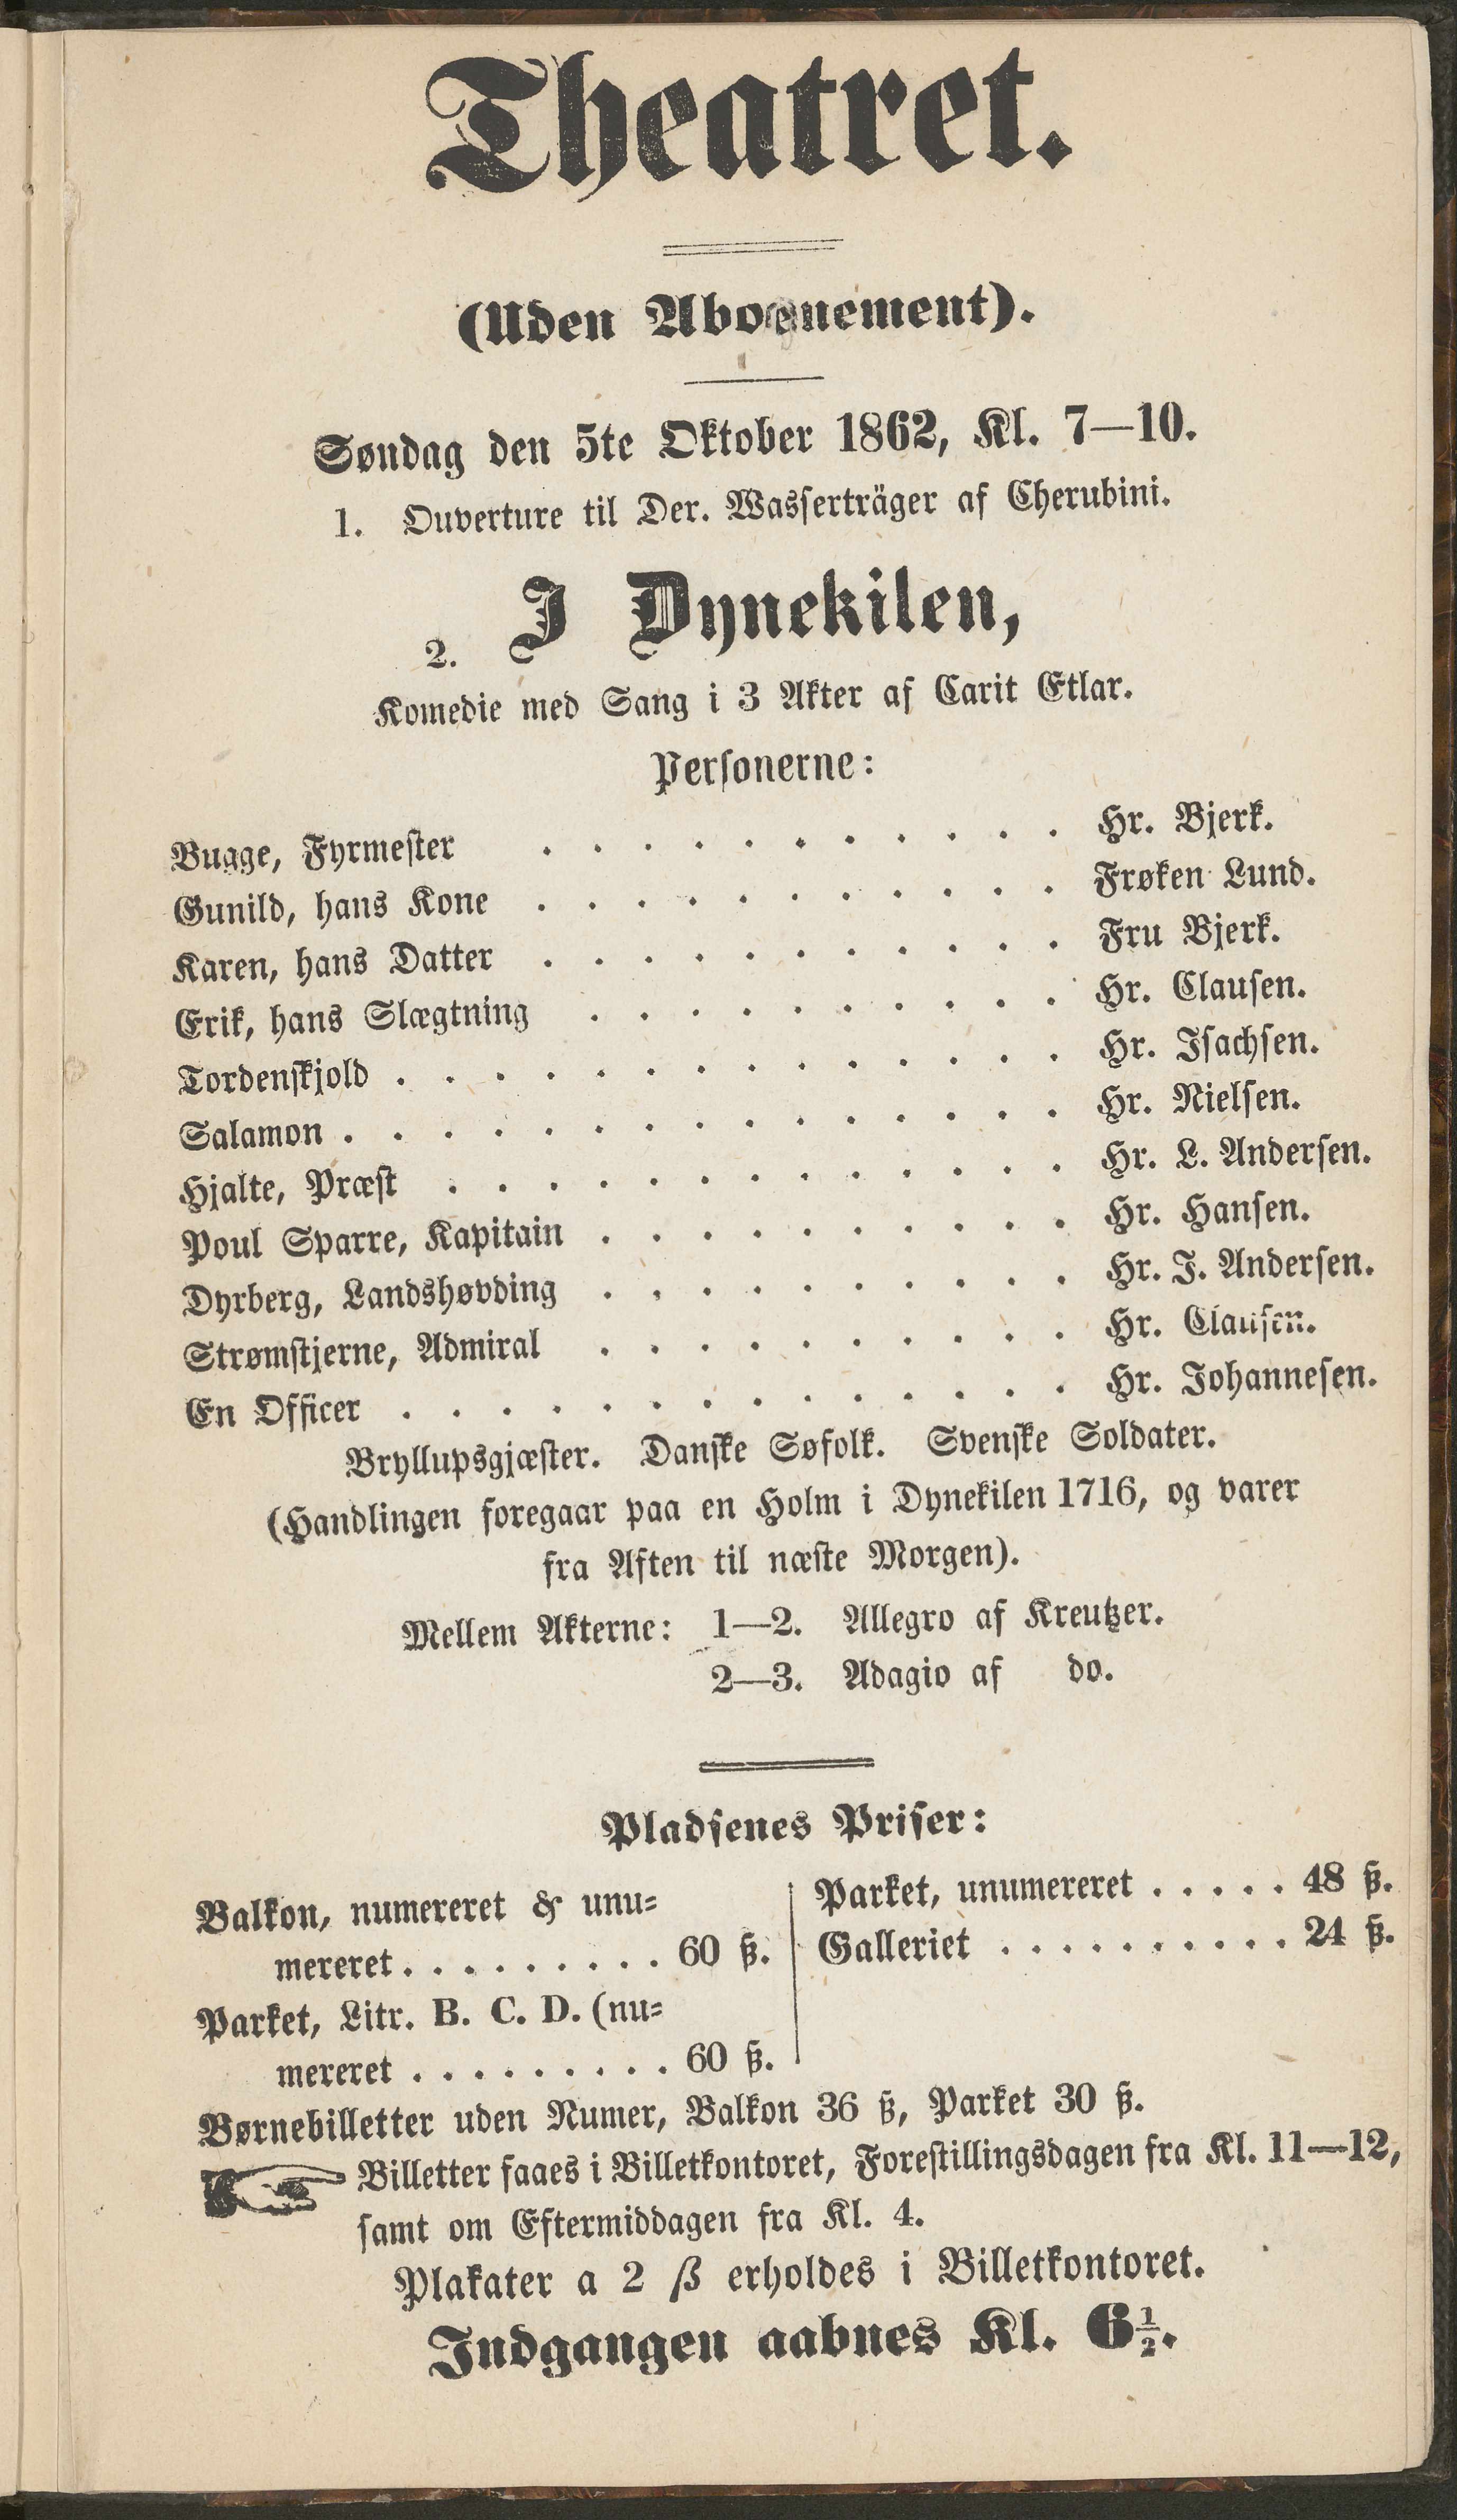 Theatret.
(Uden Abonnement).
Søndag den 5te Oktober 1862, Kl. 7—10.
1. Ouverture til Der. Wasserträger af Cherubini.
2. I Dynekilen,
Komedie med Sang i 3 Akter af Carit Etlar.
Personerne:
Bugge, Fyrmester . . . . . . . . . . . Hr. Bjerk.
Gunild, hans Kone . . . . . . . . . . . Frøken Lund.
Karen, hans Datter . . . . . . . . . . . Fru Bjerk.
Erik, hans Slægtning . . . . . . . . . . Hr. Clausen.
Tordenskjold . . . . . . . . . . . . . . Hr. Isachsen.
Salamon . . . . . . . . . . . . . . . Hr. Nielsen.
Hjalte, Præst . . . . . . . . . . . . . Hr. L. Andersen.
Poul Sparre, Kapitain . . . . . . . . . . Hr. Hansen.
Dyrberg, Landshøvding . . . . . . . . . . Hr. J. Andersen.
Strømstjerne, Admiral . . . . . . . . . . Hr. Clausen.
En Officer . . . . . . . . . . . . . . Hr. Johannesen.
Bryllupsgjæster. Danske Søfolk. Svenske Soldater.
(Handlingen foregaar paa en Holm i Dynekilen 1716, og varer
fra Aften til næste Morgen).
Mellem Akterne: 1—2. Allegro af Kreutzer.
2—3. Adagio af do.
Pladsenes Priser:
Balkon, numereret & unu-
mereret . . . . . . . . . 60 ß.
Parket, Litr. B. C. D. (nu-
mereret . . . . . . . . . 60 ß.
Parket, unumereret . . . . . 48 ß.
Galleriet . . . . . . . . . . 24 ß.
Børnebilletter uden Numer, Balkon 36 ß, Parket 30 ß.
Billetter faaes i Billetkontoret, Forestillingsdagen fra Kl. 11—12,
samt om Eftermiddagen fra Kl. 4.
Plakater a 2 ß erholdes i Billetkontoret.
Indgangen aabnes Kl. 6½.